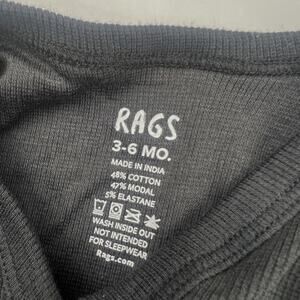 RAGS
3-6 MO.
MADE IN INDIA
48% COTTON
47% MODAL
5% ELASTANE
WASH INSIDE OUT
NOT INTENDED
FOR SLEEPWEAR
Rags.com